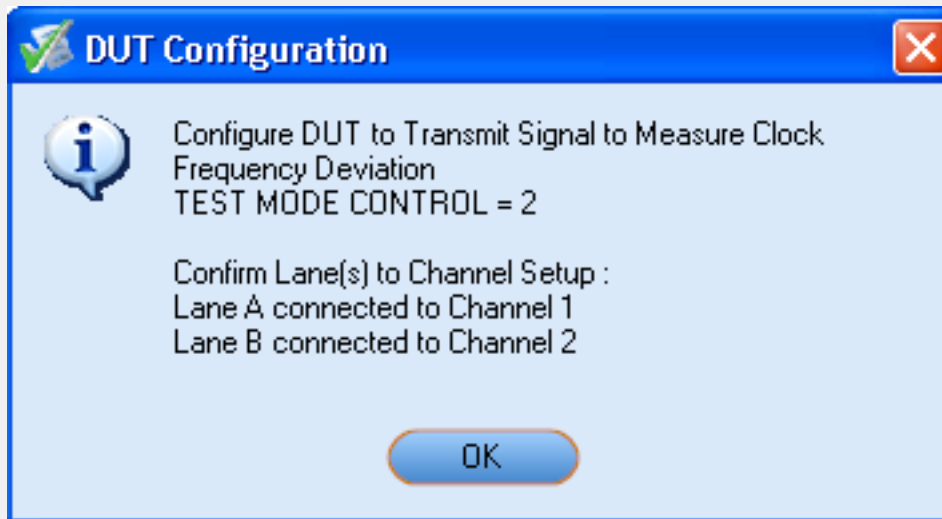 DUT Configuration
Configure DUT to Transmit Signal to Measure Clock
Frequency Deviation
TEST MODE CONTROL = 2
Confirm Lane(s) to Channel Setup :
Lane A connected to Channel 1
Lane B connected to Channel 2
OK